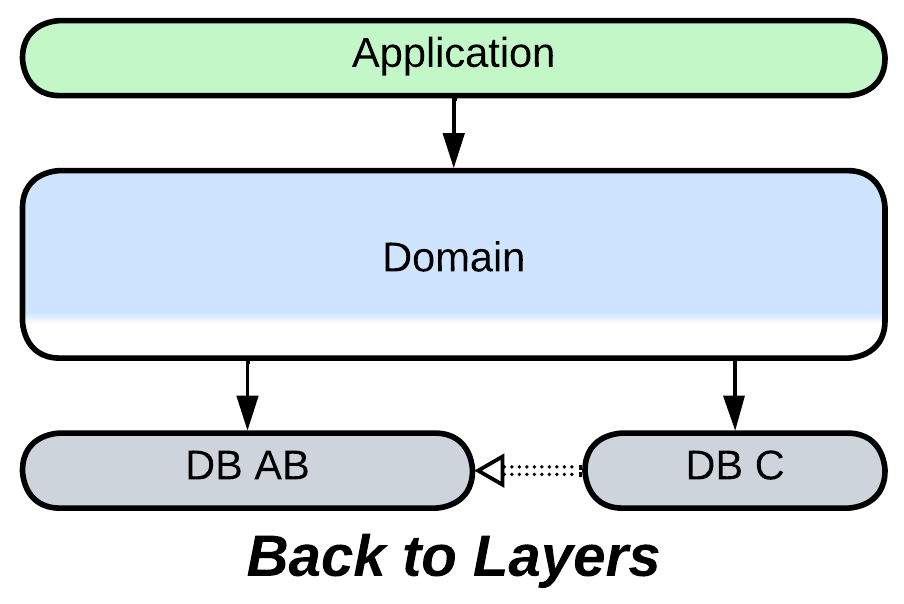 Application
Domain
DB AB
DB C
Back to Layers